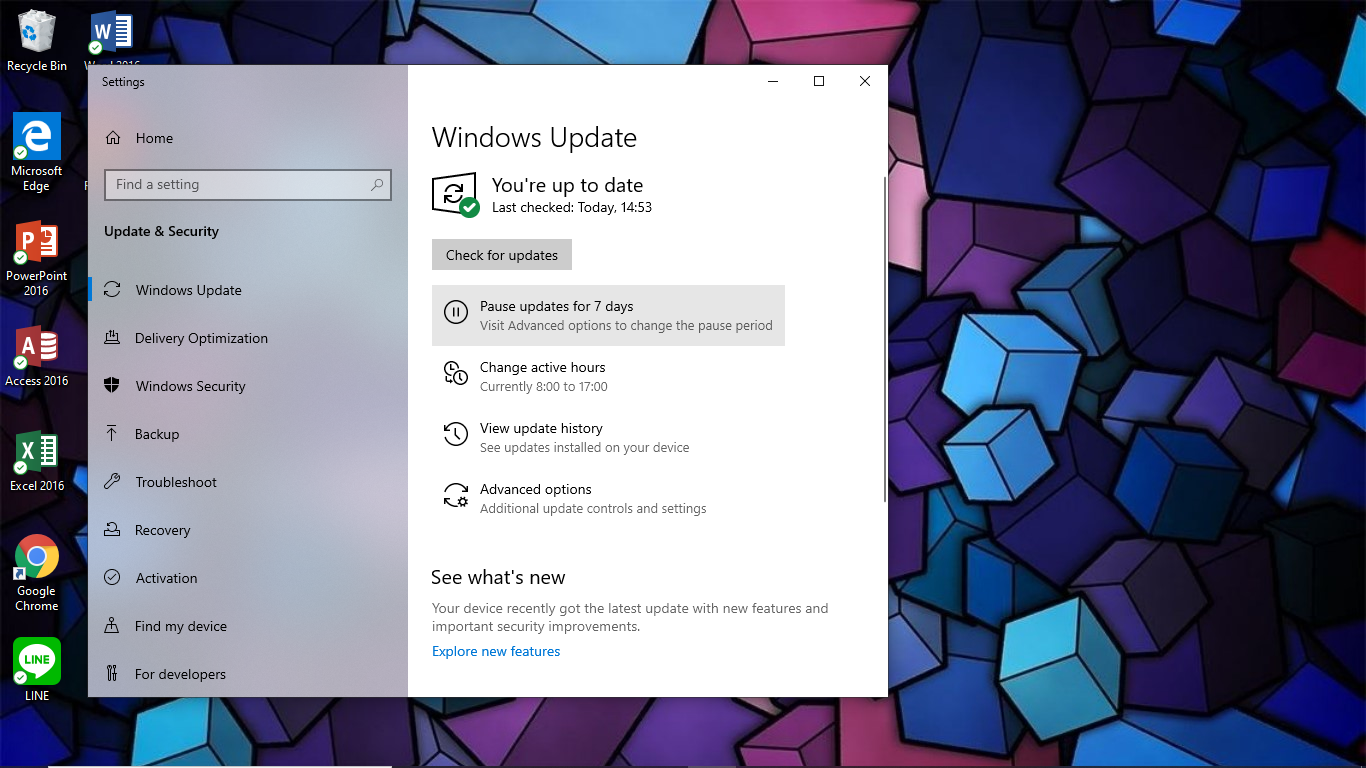 Recycle Bin
Word 2016
Microsoft
Edge
PowerPoint
2016
Access 2016
Excel 2016
Google
Chrome
LINE
LINE
Settings
Home
Find a setting
Update & Security
Windows Update
Delivery Optimization
Windows Security
Backup
Troubleshoot
Recovery
Activation
Find my device
For developers
Windows Update
You're up to date
Last checked: Today, 14:53
Check for updates
Pause updates for 7 days
Visit Advanced options to change the pause period
Change active hours
Currently 8:00 to 17:00
View update history
See updates installed on your device
Advanced options
Additional update controls and settings
See what's new
Your device recently got the latest update with new features and
important security improvements.
Explore new features